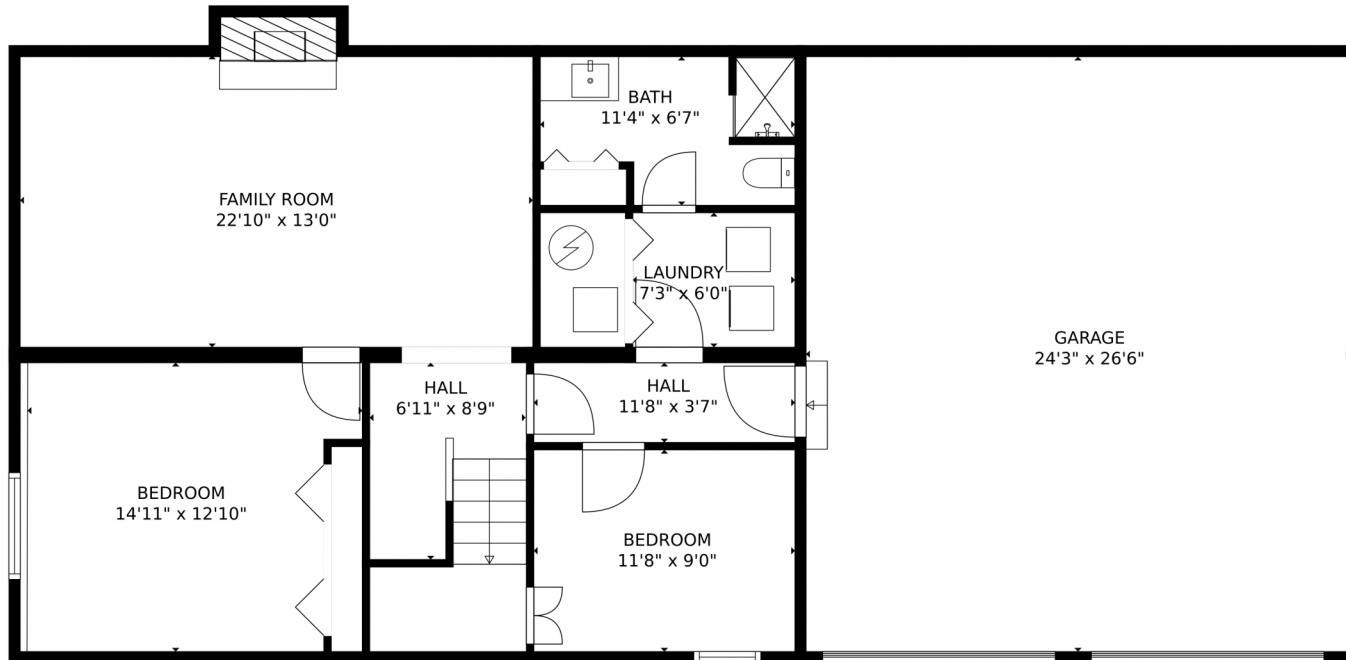 BATH
11'4" x 6'7"
FAMILY ROOM
22'10" x 13'0"
LAUNDRY
7'3" x 6'0"
GARAGE
24'3" x 26'6"
HALL
6'11" x 8'9"
HALL
11'8" x 3'7"
BEDROOM
14'11" x 12'10"
BEDROOM
11'8" x 9'0"